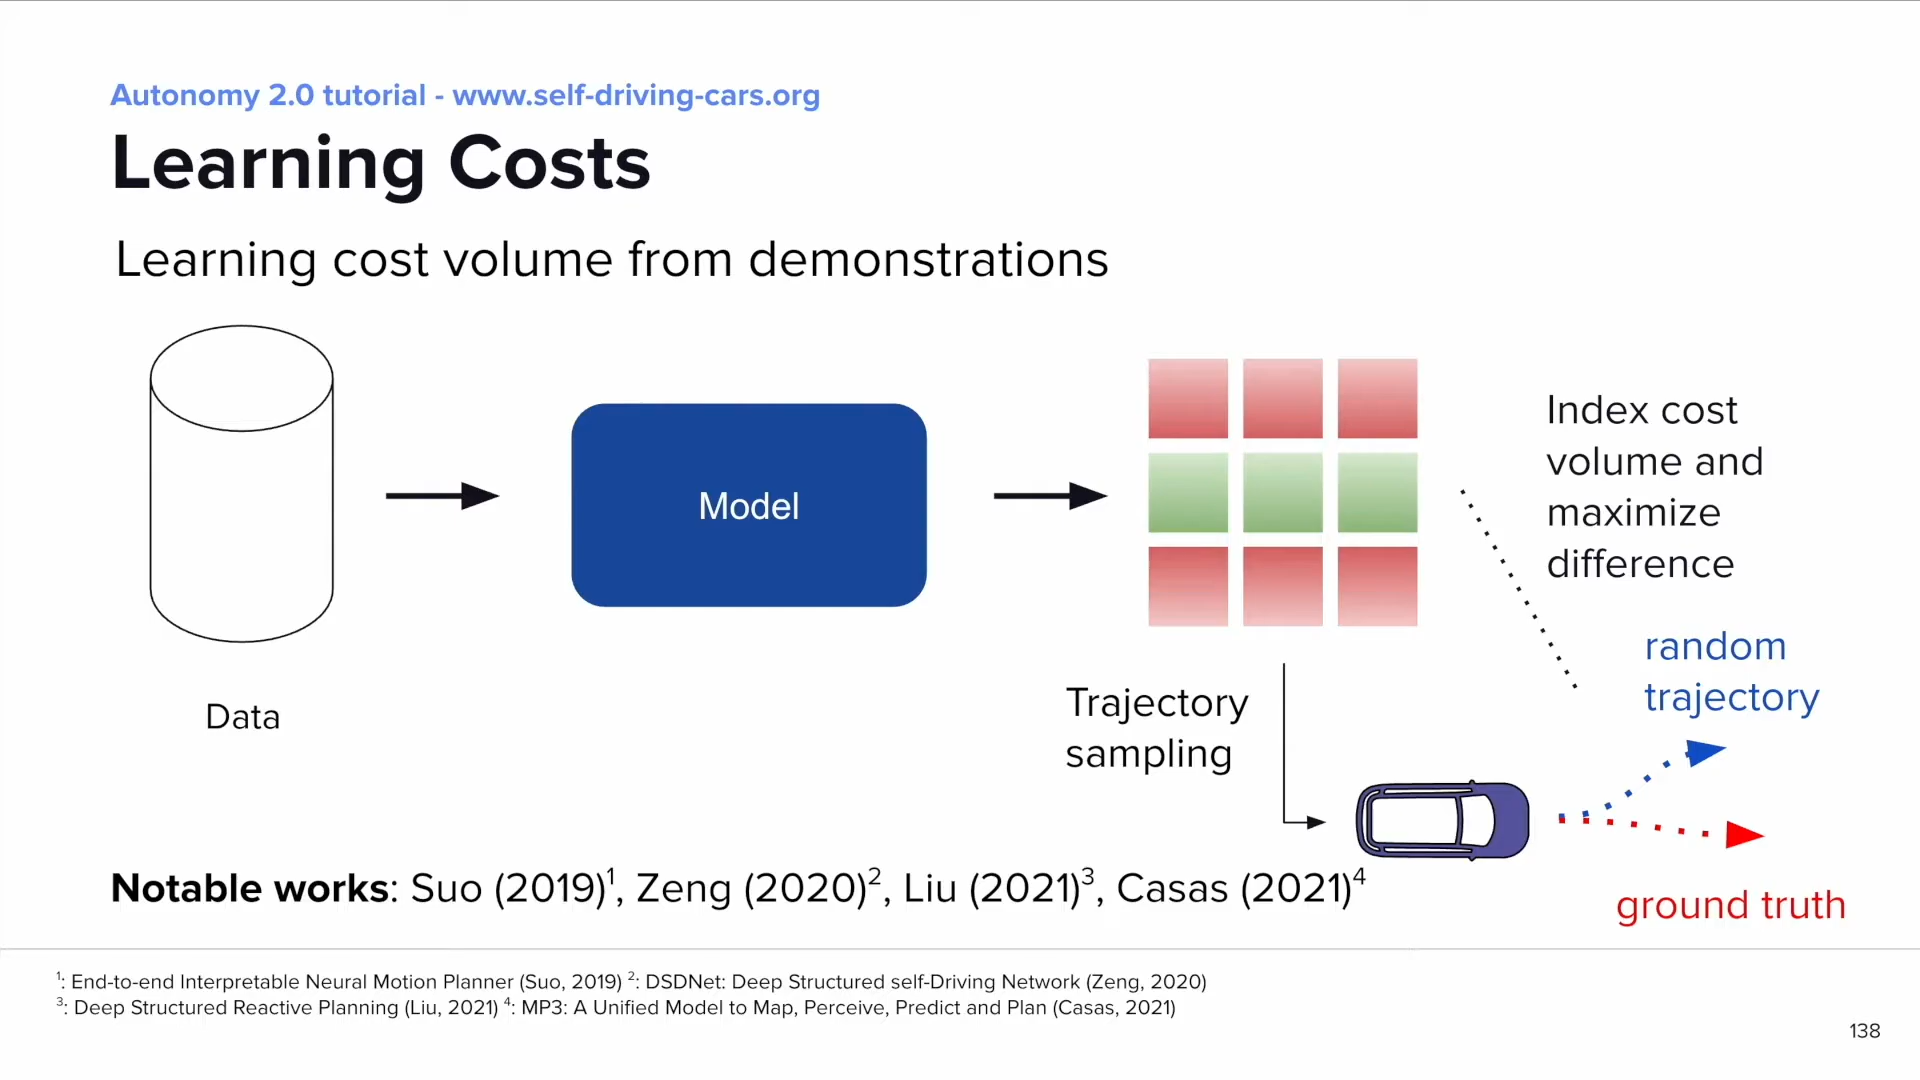 Autonomy 2.0 tutorial - www.self-driving-cars.org
Learning Costs
Learning cost volume from demonstrations
Data
Model
Index cost
volume and
maximize
difference
random
trajectory
Trajectory
sampling
ground truth
Notable works: Suo (2019)¹, Zeng (2020)², Liu (2021)³, Casas (2021)⁴
¹: End-to-end Interpretable Neural Motion Planner (Suo, 2019) ²: DSDNet: Deep Structured self-Driving Network (Zeng, 2020)
³: Deep Structured Reactive Planning (Liu, 2021) ⁴: MP3: A Unified Model to Map, Perceive, Predict and Plan (Casas, 2021)
138